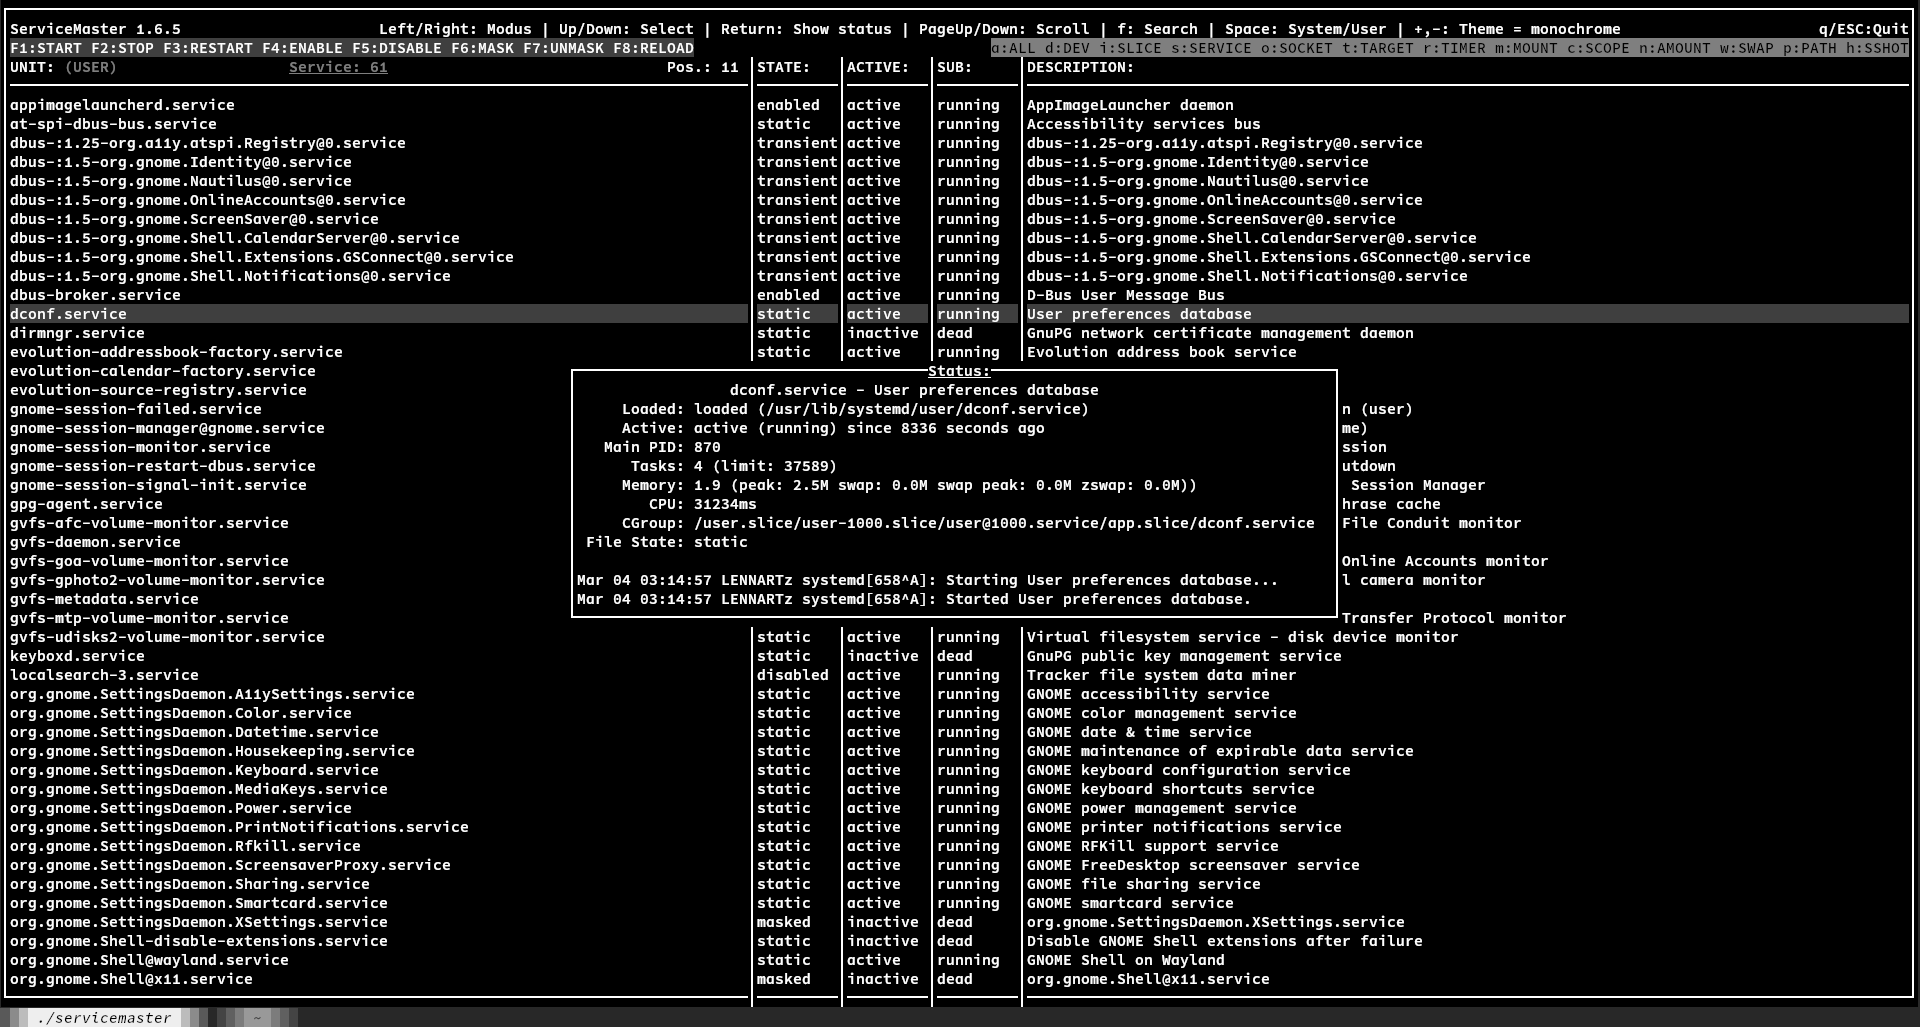 ServiceMaster 1.6.5 Left/Right: Modus | Up/Down: Select | Return: Show status | PageUp/Down: Scroll | f: Search | Space: System/User | +,-: Theme = monochrome q/ESC:Quit
F1:START F2:STOP F3:RESTART F4:ENABLE F5:DISABLE F6:MASK F7:UNMASK F8:RELOAD a:ALL d:DEV i:SLICE s:SERVICE o:SOCKET t:TARGET r:TIMER m:MOUNT c:SCOPE n:AMOUNT w:SWAP p:PATH h:SSHOT
UNIT: (USER) Service: 61 Pos.: 11 STATE: ACTIVE: SUB: DESCRIPTION:
appimagelauncherd.service enabled active running AppImageLauncher daemon
at-spi-dbus-bus.service static active running Accessibility services bus
dbus-:1.25-org.a11y.atspi.Registry@0.service transient active running dbus-:1.25-org.a11y.atspi.Registry@0.service
dbus-:1.5-org.gnome.Identity@0.service transient active running dbus-:1.5-org.gnome.Identity@0.service
dbus-:1.5-org.gnome.Nautilus@0.service transient active running dbus-:1.5-org.gnome.Nautilus@0.service
dbus-:1.5-org.gnome.OnlineAccounts@0.service transient active running dbus-:1.5-org.gnome.OnlineAccounts@0.service
dbus-:1.5-org.gnome.ScreenSaver@0.service transient active running dbus-:1.5-org.gnome.ScreenSaver@0.service
dbus-:1.5-org.gnome.Shell.CalendarServer@0.service transient active running dbus-:1.5-org.gnome.Shell.CalendarServer@0.service
dbus-:1.5-org.gnome.Shell.Extensions.GSConnect@0.service transient active running dbus-:1.5-org.gnome.Shell.Extensions.GSConnect@0.service
dbus-:1.5-org.gnome.Shell.Notifications@0.service transient active running dbus-:1.5-org.gnome.Shell.Notifications@0.service
dbus-broker.service enabled active running D-Bus User Message Bus
dconf.service static active running User preferences database
dirmngr.service static inactive dead GnuPG network certificate management daemon
evolution-addressbook-factory.service static active running Evolution address book service
evolution-calendar-factory.service Status:
evolution-source-registry.service dconf.service - User preferences database
gnome-session-failed.service Loaded: loaded (/usr/lib/systemd/user/dconf.service) n (user)
gnome-session-manager@gnome.service Active: active (running) since 8336 seconds ago me)
gnome-session-monitor.service Main PID: 870 ssion
gnome-session-restart-dbus.service Tasks: 4 (limit: 37589) utdown
gnome-session-signal-init.service Memory: 1.9 (peak: 2.5M swap: 0.0M swap peak: 0.0M zswap: 0.0M)) Session Manager
gpg-agent.service CPU: 31234ms hrase cache
gvfs-afc-volume-monitor.service CGroup: /user.slice/user-1000.slice/user@1000.service/app.slice/dconf.service File Conduit monitor
gvfs-daemon.service File State: static
gvfs-goa-volume-monitor.service Online Accounts monitor
gvfs-gphoto2-volume-monitor.service Mar 04 03:14:57 LENNARTz systemd[658^A]: Starting User preferences database... l camera monitor
gvfs-metadata.service Mar 04 03:14:57 LENNARTz systemd[658^A]: Started User preferences database.
gvfs-mtp-volume-monitor.service Transfer Protocol monitor
gvfs-udisks2-volume-monitor.service static active running Virtual filesystem service - disk device monitor
keyboxd.service static inactive dead GnuPG public key management service
localsearch-3.service disabled active running Tracker file system data miner
org.gnome.SettingsDaemon.A11ySettings.service static active running GNOME accessibility service
org.gnome.SettingsDaemon.Color.service static active running GNOME color management service
org.gnome.SettingsDaemon.Datetime.service static active running GNOME date & time service
org.gnome.SettingsDaemon.Housekeeping.service static active running GNOME maintenance of expirable data service
org.gnome.SettingsDaemon.Keyboard.service static active running GNOME keyboard configuration service
org.gnome.SettingsDaemon.MediaKeys.service static active running GNOME keyboard shortcuts service
org.gnome.SettingsDaemon.Power.service static active running GNOME power management service
org.gnome.SettingsDaemon.PrintNotifications.service static active running GNOME printer notifications service
org.gnome.SettingsDaemon.Rfkill.service static active running GNOME RFKill support service
org.gnome.SettingsDaemon.ScreensaverProxy.service static active running GNOME FreeDesktop screensaver service
org.gnome.SettingsDaemon.Sharing.service static active running GNOME file sharing service
org.gnome.SettingsDaemon.Smartcard.service static active running GNOME smartcard service
org.gnome.SettingsDaemon.XSettings.service masked inactive dead org.gnome.SettingsDaemon.XSettings.service
org.gnome.Shell-disable-extensions.service static inactive dead Disable GNOME Shell extensions after failure
org.gnome.Shell@wayland.service static active running GNOME Shell on Wayland
org.gnome.Shell@x11.service masked inactive dead org.gnome.Shell@x11.service
./servicemaster ~